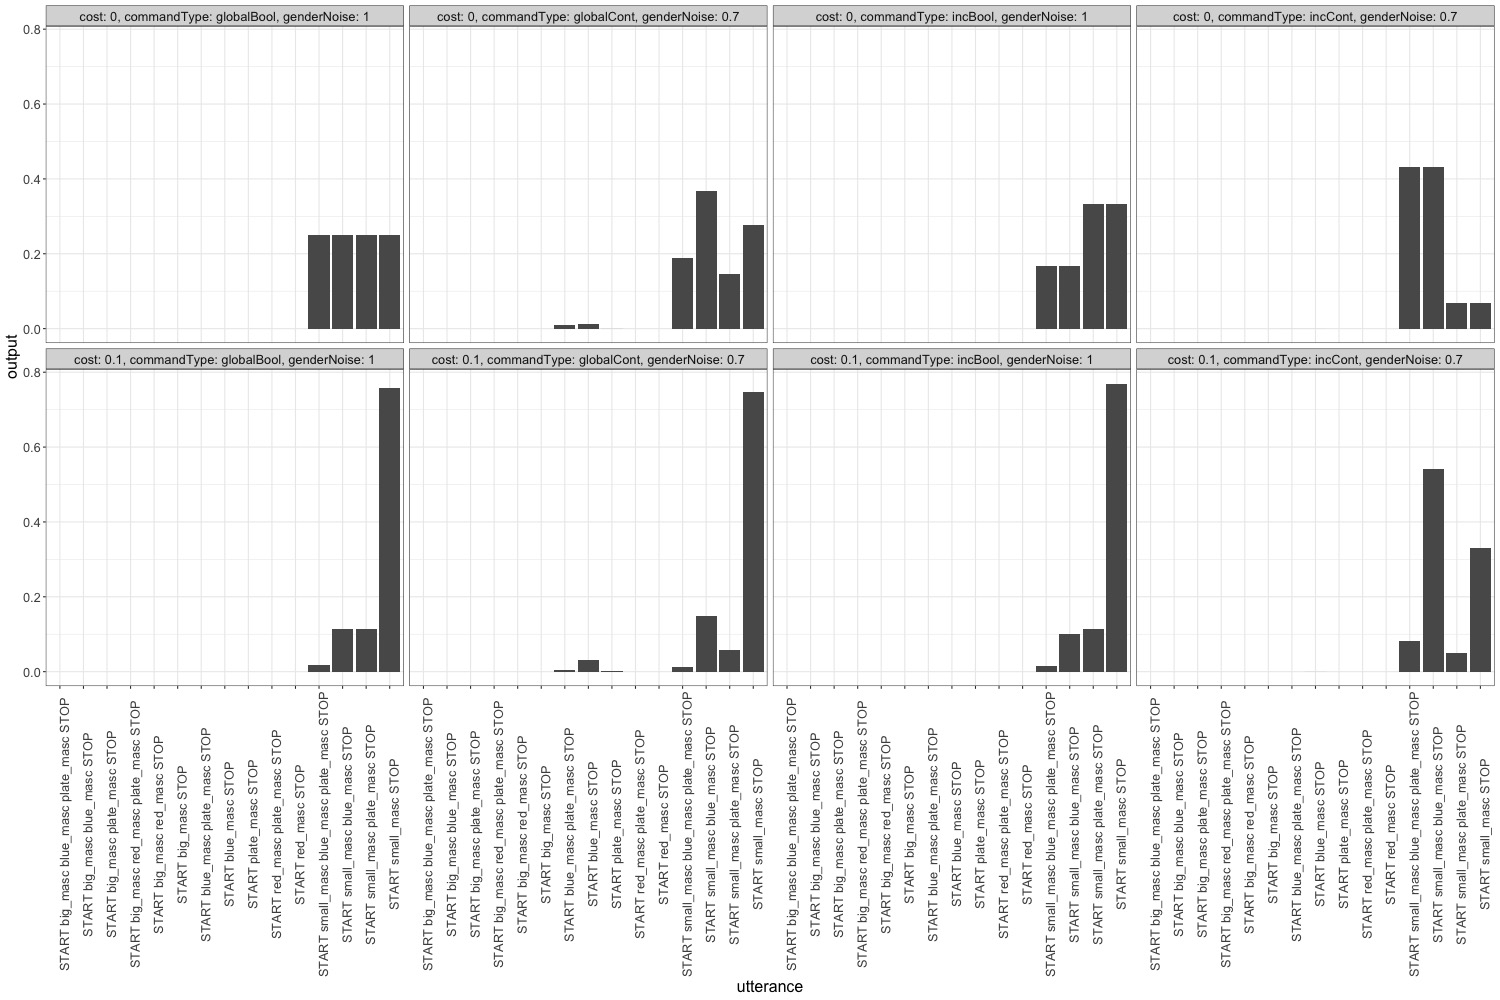 cost: 0, commandType: globalBool, genderNoise: 1
cost: 0, commandType: globalCont, genderNoise: 0.7
cost: 0, commandType: incBool, genderNoise: 1
cost: 0, commandType: incCont, genderNoise: 0.7
0.8
0.6
0.4
0.2
0.0
output
cost: 0.1, commandType: globalBool, genderNoise: 1
cost: 0.1, commandType: globalCont, genderNoise: 0.7
cost: 0.1, commandType: incBool, genderNoise: 1
cost: 0.1, commandType: incCont, genderNoise: 0.7
0.8
0.6
0.4
0.2
0.0
START big_masc blue_masc plate_masc STOP
START big_masc blue_masc STOP
START big_masc plate_masc STOP
START big_masc red_masc plate_masc STOP
START big_masc red_masc STOP
START big_masc STOP
START blue_masc plate_masc STOP
START blue_masc STOP
START plate_masc STOP
START red_masc plate_masc STOP
START red_masc STOP
START small_masc blue_masc plate_masc STOP
START small_masc blue_masc STOP
START small_masc plate_masc STOP
START small_masc STOP
START big_masc blue_masc plate_masc STOP
START big_masc blue_masc STOP
START big_masc plate_masc STOP
START big_masc red_masc plate_masc STOP
START big_masc red_masc STOP
START big_masc STOP
START blue_masc plate_masc STOP
START blue_masc STOP
START plate_masc STOP
START red_masc plate_masc STOP
START red_masc STOP
START small_masc blue_masc plate_masc STOP
START small_masc blue_masc STOP
START small_masc plate_masc STOP
START small_masc STOP
START big_masc blue_masc plate_masc STOP
START big_masc blue_masc STOP
START big_masc plate_masc STOP
START big_masc red_masc plate_masc STOP
START big_masc red_masc STOP
START big_masc STOP
START blue_masc plate_masc STOP
START blue_masc STOP
START plate_masc STOP
START red_masc plate_masc STOP
START red_masc STOP
START small_masc blue_masc plate_masc STOP
START small_masc blue_masc STOP
START small_masc plate_masc STOP
START small_masc STOP
START big_masc blue_masc plate_masc STOP
START big_masc blue_masc STOP
START big_masc plate_masc STOP
START big_masc red_masc plate_masc STOP
START big_masc red_masc STOP
START big_masc STOP
START blue_masc plate_masc STOP
START blue_masc STOP
START plate_masc STOP
START red_masc plate_masc STOP
START red_masc STOP
START small_masc blue_masc plate_masc STOP
START small_masc blue_masc STOP
START small_masc plate_masc STOP
START small_masc STOP
utterance